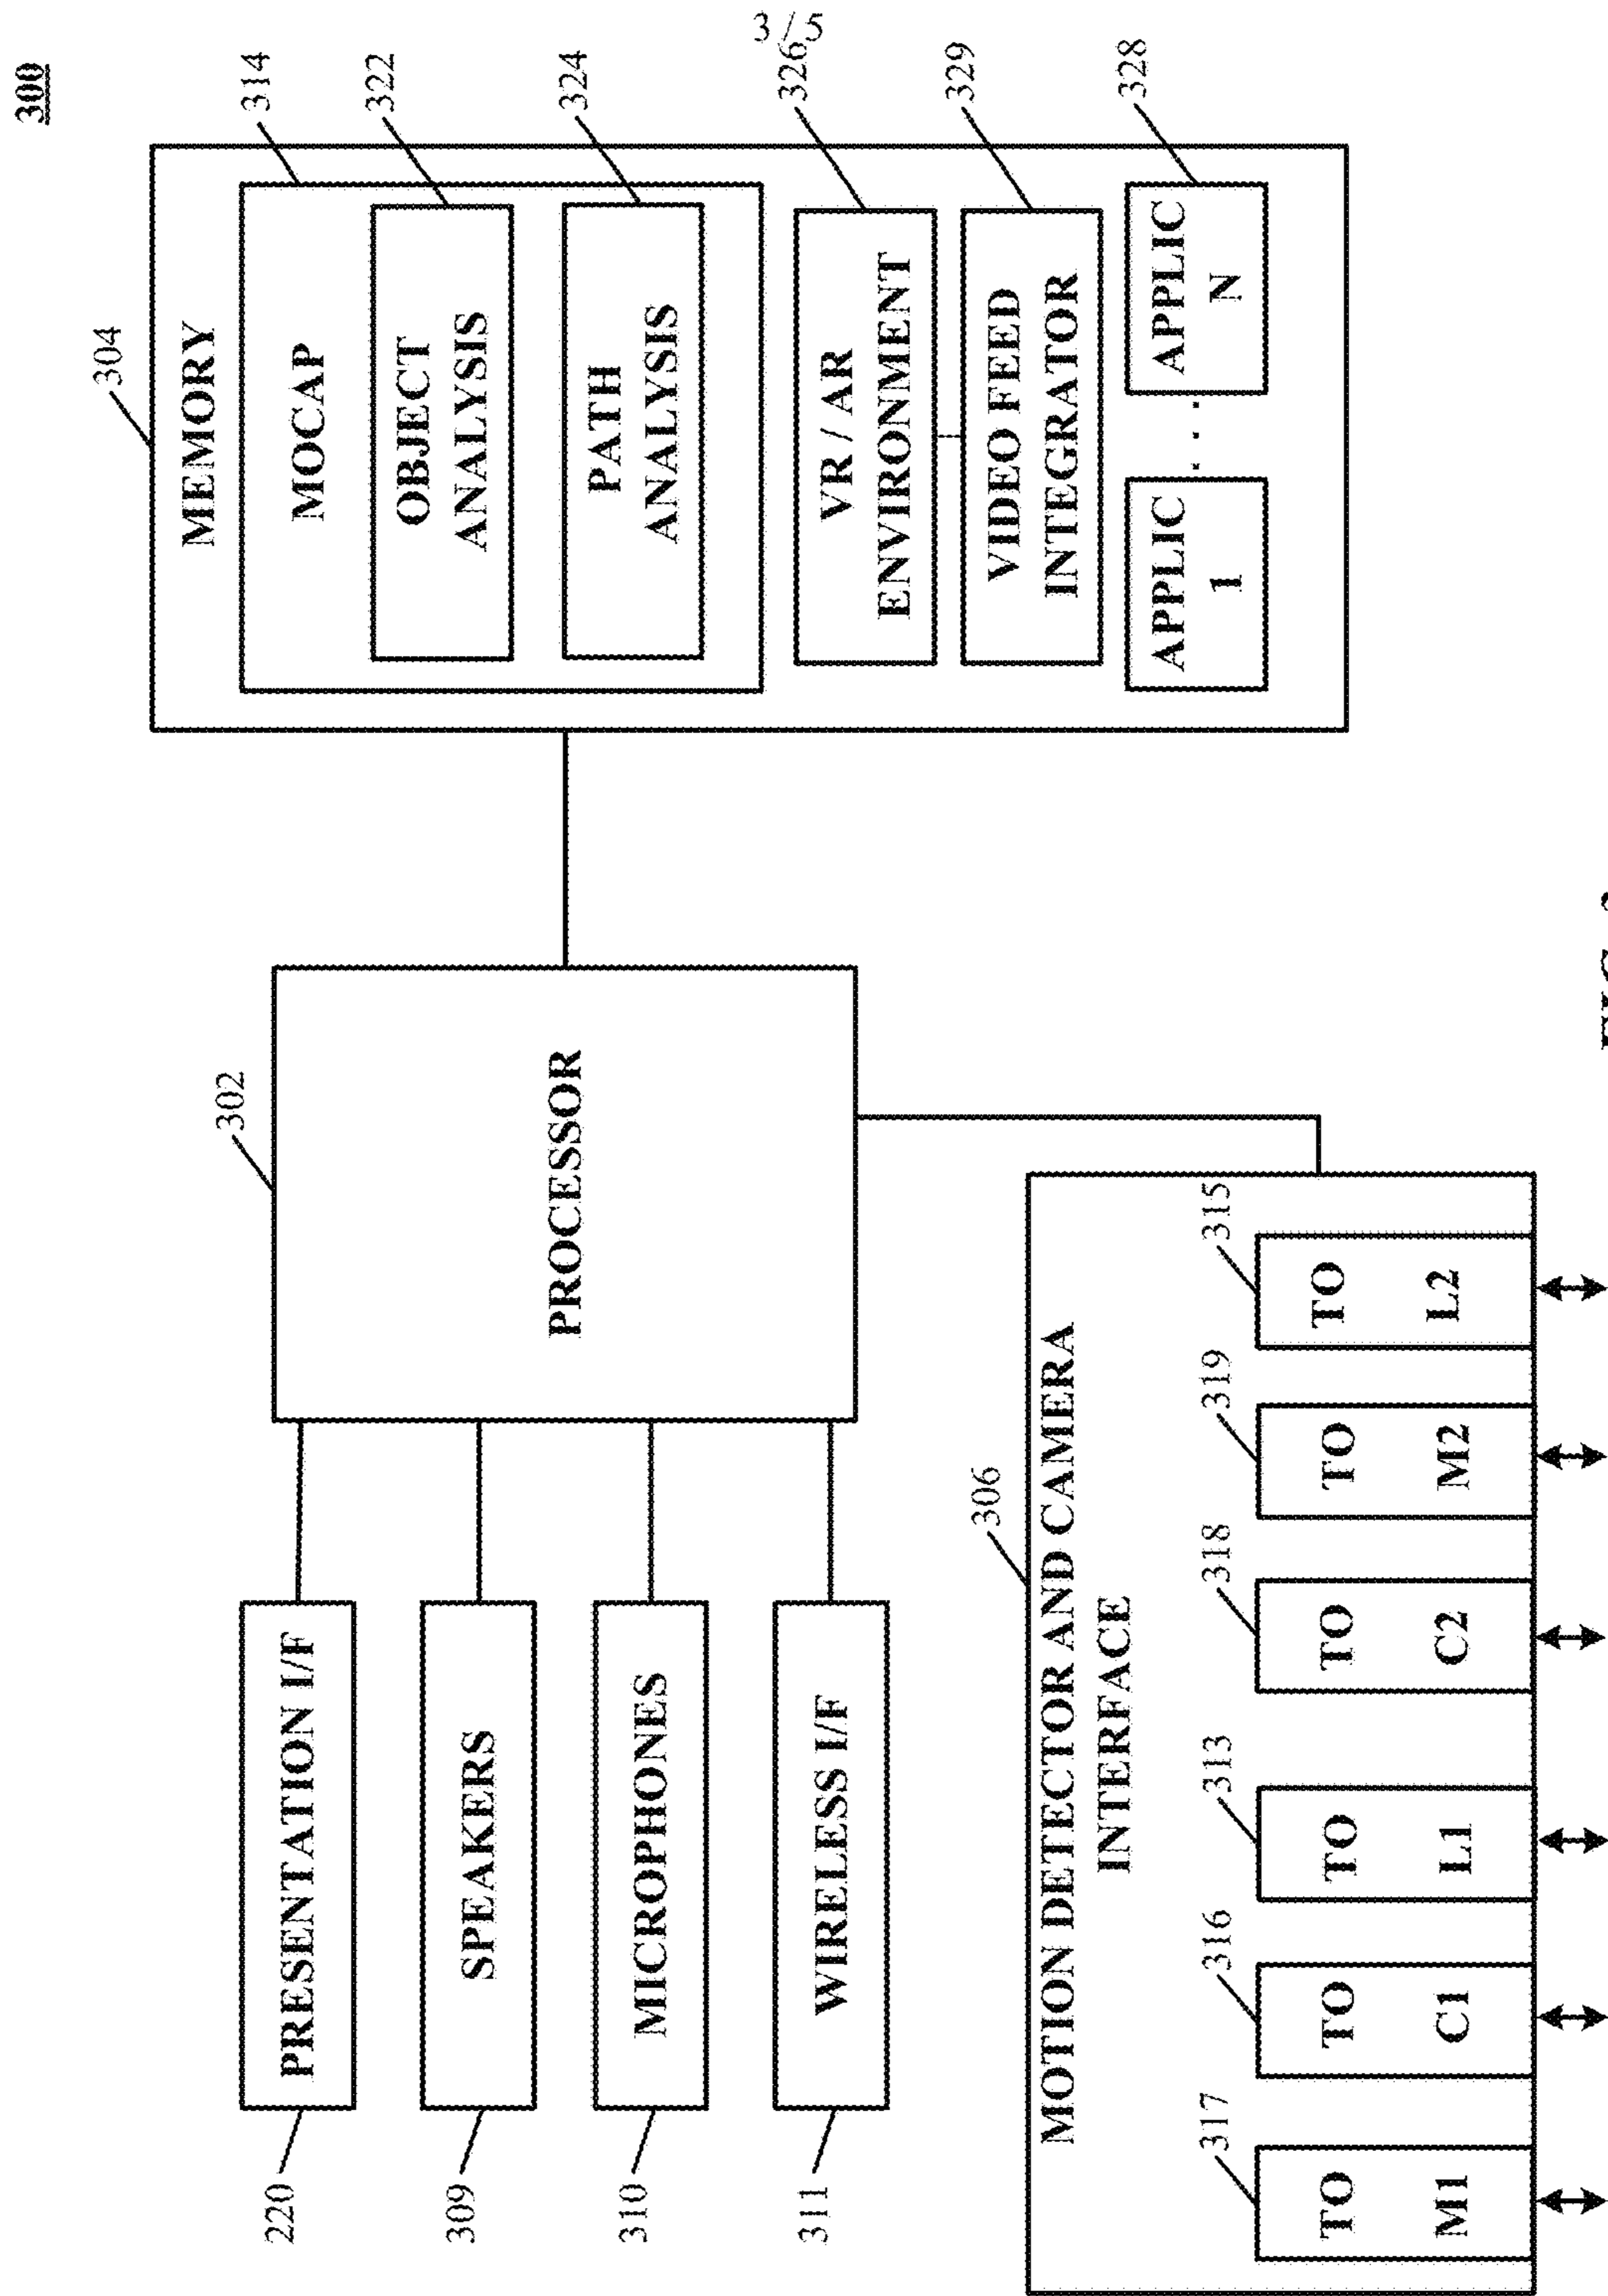 3 / 5
300
304
MEMORY
314
MOCAP
322
OBJECT
ANALYSIS
324
PATH
ANALYSIS
326
VR / AR
ENVIRONMENT
329
VIDEO FEED
INTEGRATOR
328
APPLIC
1
. . .
APPLIC
N
302
PROCESSOR
220
PRESENTATION I/F
309
SPEAKERS
310
MICROPHONES
311
WIRELESS I/F
306
MOTION DETECTOR AND CAMERA
INTERFACE
317
TO
M1
316
TO
C1
313
TO
L1
318
TO
C2
319
TO
M2
315
TO
L2